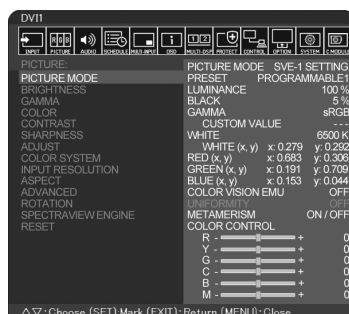 DVI1
INPUT PICTURE AUDIO SCHEDULE MULTI-INPUT OSD MULTI-DSP PROTECT CONTROL OPTION SYSTEM C MODULE
PICTURE:
PICTURE MODE
BRIGHTNESS
GAMMA
COLOR
CONTRAST
SHARPNESS
ADJUST
COLOR SYSTEM
INPUT RESOLUTION
ASPECT
ADVANCED
ROTATION
SPECTRAVIEW ENGINE
RESET
PICTURE MODE SVE-1 SETTING
PRESET PROGRAMMABLE1
LUMINANCE 100 %
BLACK 5 %
GAMMA sRGB
CUSTOM VALUE ---
WHITE 6500 K
WHITE (x, y) x: 0.279 y: 0.292
RED (x, y) x: 0.683 y: 0.306
GREEN (x, y) x: 0.191 y: 0.709
BLUE (x, y) x: 0.153 y: 0.044
COLOR VISION EMU OFF
UNIFORMITY OFF
METAMERISM ON / OFF
COLOR CONTROL
R - + 0
Y - + 0
G - + 0
C - + 0
B - + 0
M - + 0
△▽: Choose (SET):Mark (EXIT): Return (MENU): Close